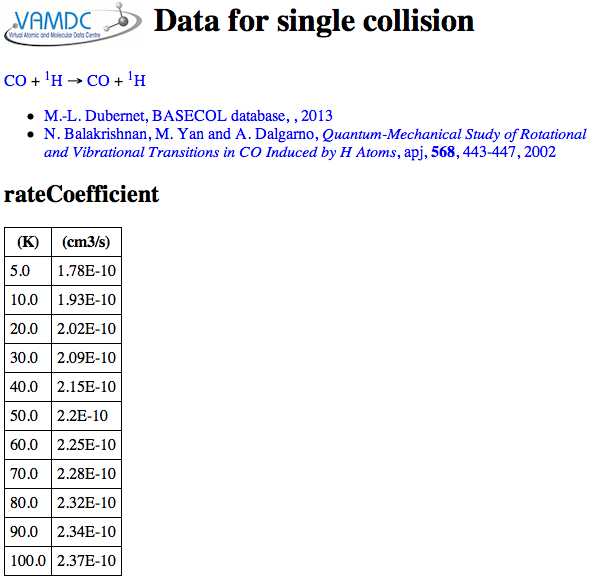 VAMDC
Virtual Atomic and Molecular Data Centre
Data for single collision
CO + ¹H → CO + ¹H
• M.-L. Dubernet, BASECOL database, , 2013
• N. Balakrishnan, M. Yan and A. Dalgarno, Quantum-Mechanical Study of Rotational
and Vibrational Transitions in CO Induced by H Atoms, apj, 568, 443-447, 2002
rateCoefficient
(K) (cm3/s)
5.0 1.78E-10
10.0 1.93E-10
20.0 2.02E-10
30.0 2.09E-10
40.0 2.15E-10
50.0 2.2E-10
60.0 2.25E-10
70.0 2.28E-10
80.0 2.32E-10
90.0 2.34E-10
100.0 2.37E-10